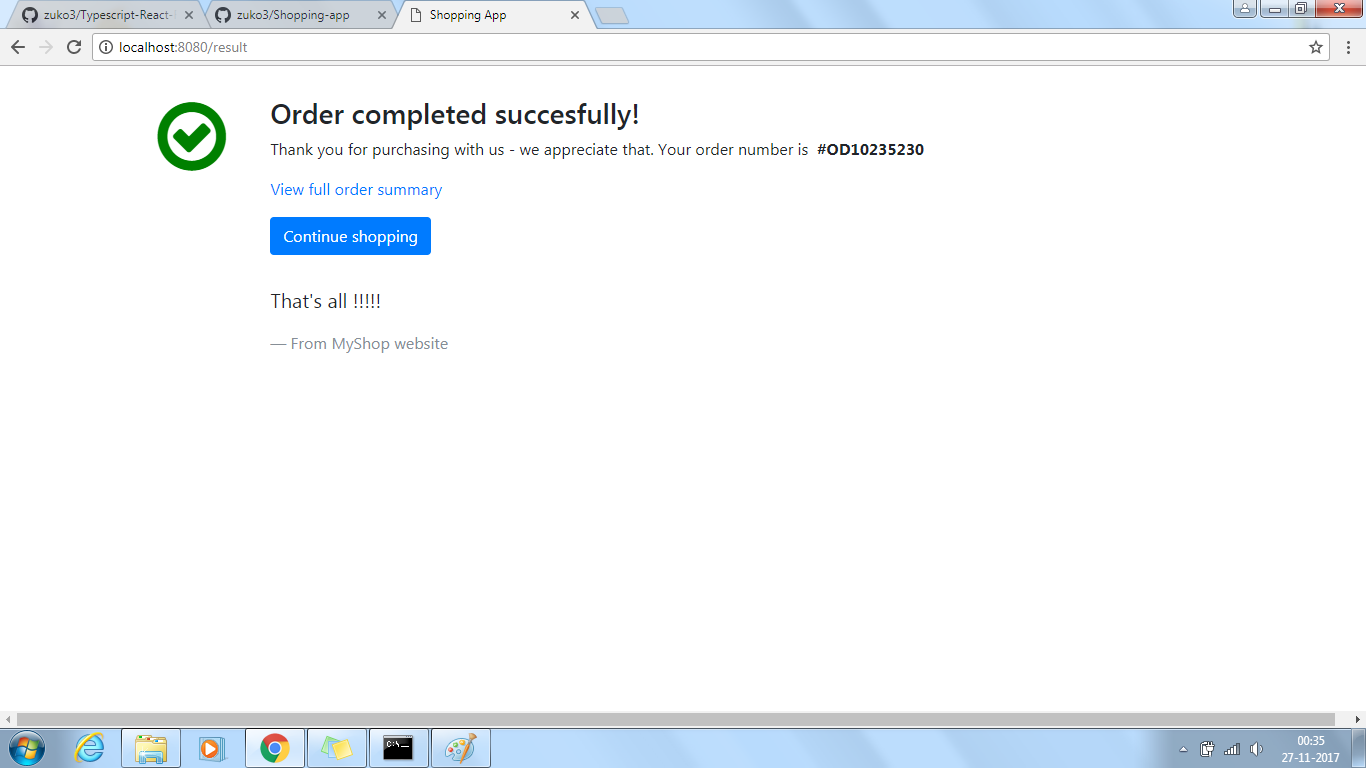 zuko3/Typescript-React-
zuko3/Shopping-app
Shopping App
localhost:8080/result
Order completed succesfully!
Thank you for purchasing with us - we appreciate that. Your order number is #OD10235230
View full order summary
Continue shopping
That's all !!!!!
— From MyShop website
C:\_
00:35
27-11-2017